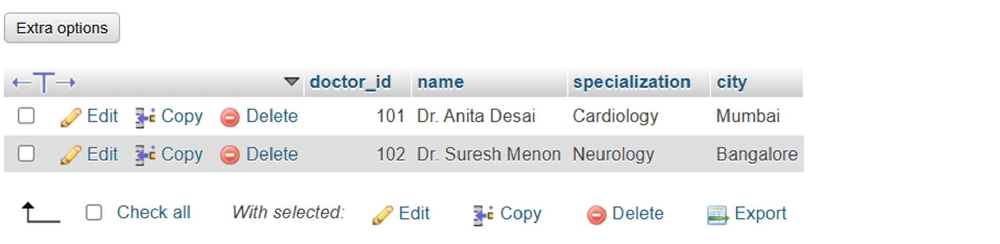 Extra options
doctor_id name specialization city
Edit Copy Delete 101 Dr. Anita Desai Cardiology Mumbai
Edit Copy Delete 102 Dr. Suresh Menon Neurology Bangalore
Check all With selected: Edit Copy Delete Export